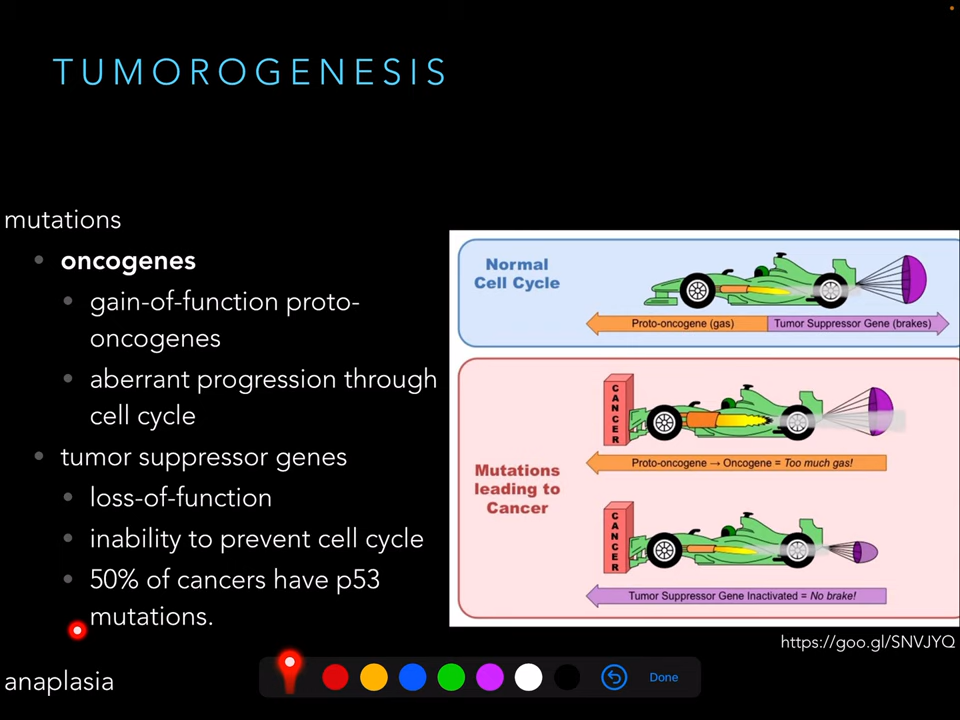 TUMOROGENESIS
mutations
oncogenes
gain-of-function proto-
oncogenes
aberrant progression through
cell cycle
tumor suppressor genes
loss-of-function
inability to prevent cell cycle
50% of cancers have p53
mutations.
anaplasia
Normal
Cell Cycle
Proto-oncogene (gas)
Tumor Suppressor Gene (brakes)
Mutations
leading to
Cancer
CANCER
Proto-oncogene → Oncogene = Too much gas!
CANCER
Tumor Suppressor Gene Inactivated = No brake!
https://goo.gl/SNVJYQ
Done